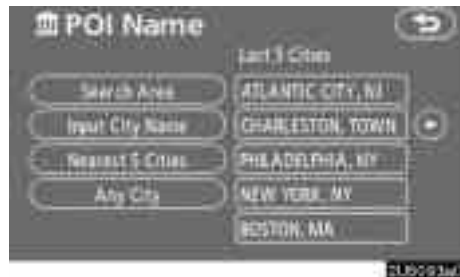 POI Name
Last 5 Cities
Search Area
ATLANTIC CITY, NJ
Input City Name
CHARLESTON, TOWN
Nearest 5 Cities
PHILADELPHIA, NY
Any City
NEW YORK, NY
BOSTON, MA